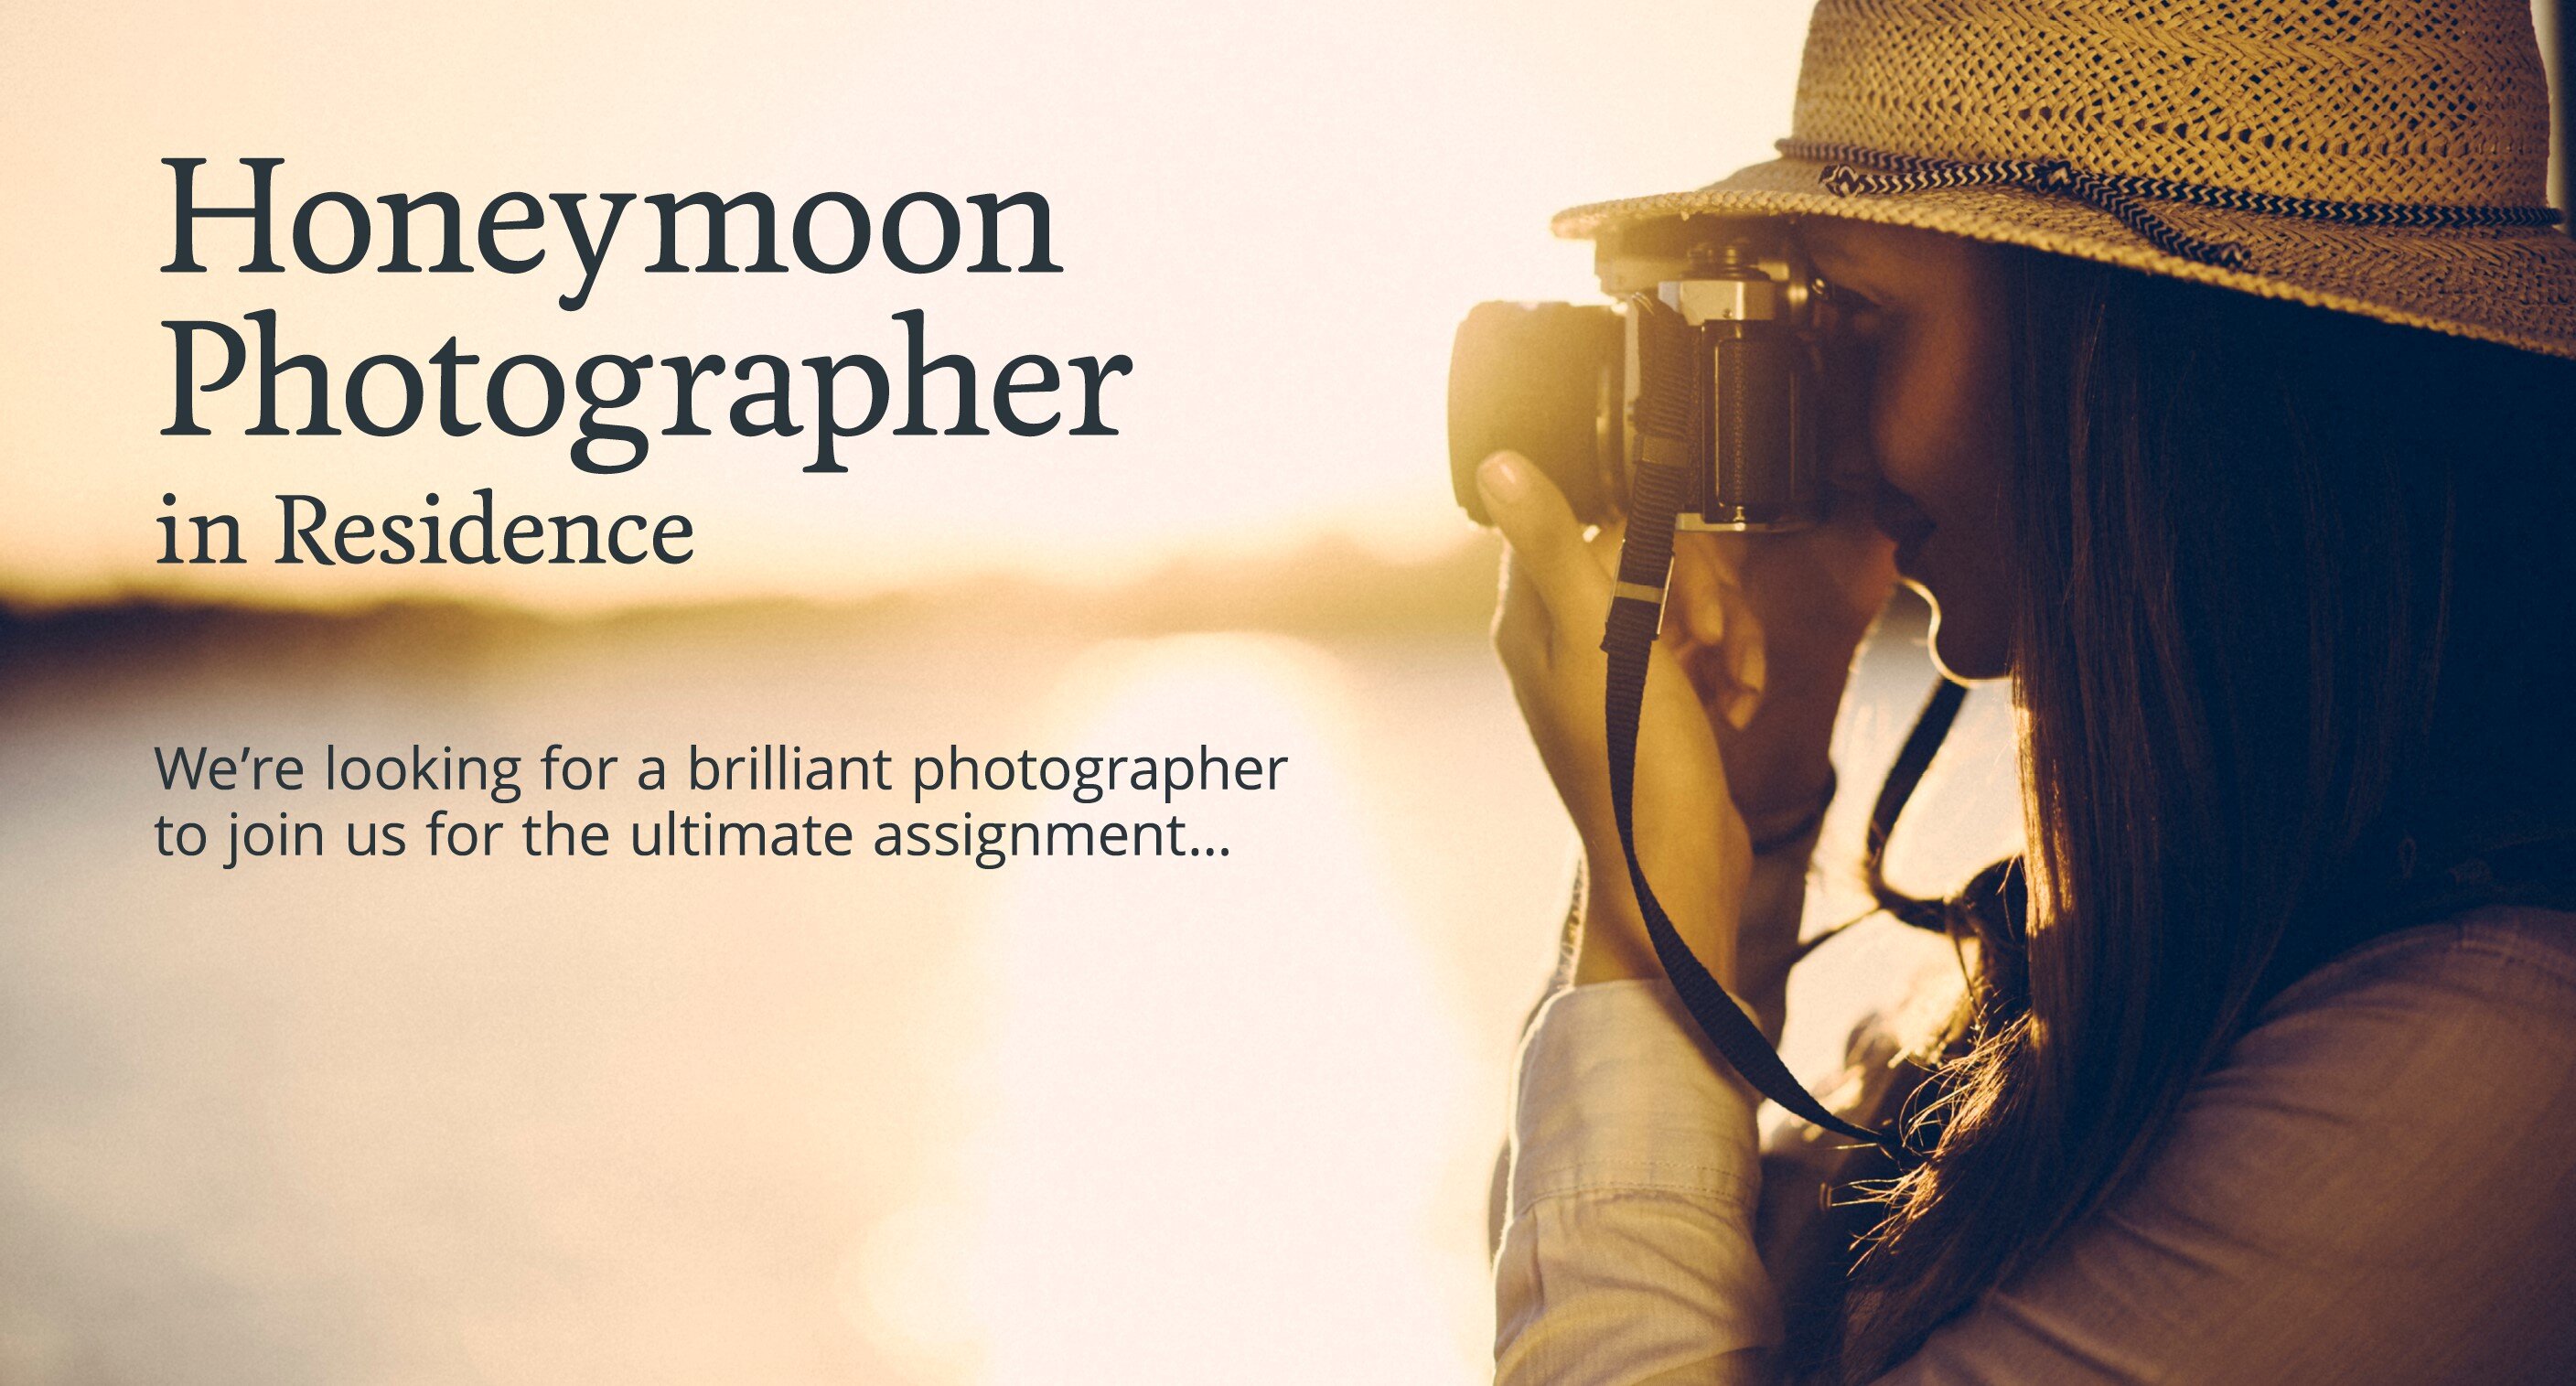 Honeymoon
Photographer
in Residence
We’re looking for a brilliant photographer
to join us for the ultimate assignment...